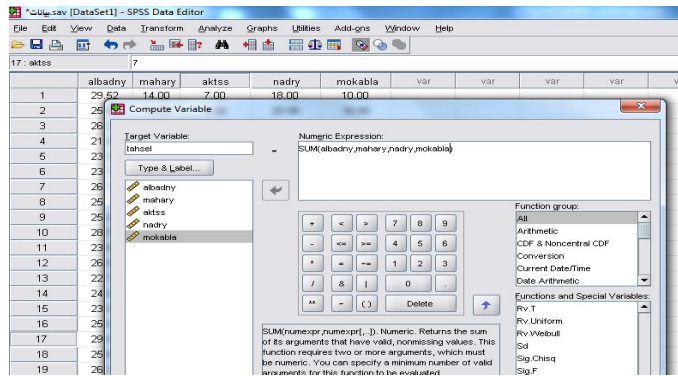 *بيانات.sav [DataSet1] - SPSS Data Editor
File Edit View Data Transform Analyze Graphs Utilities Add-ons Window Help
17 : aktss 7
albadny mahary aktss nadry mokabla var var var var
1 29.52 14.00 7.00 18.00 10.00
2 25
3 26
4 21
5 23
6 23
7 26
8 25
9 25
10 28
11 23
12 26
13 22
14 24
15 23
16 25
17 29
18 25
19 26
Compute Variable
Target Variable: Numeric Expression:
tahsel = SUM(albadny,mahary,nadry,mokabla)
Type & Label...
albadny
mahary
aktss
nadry
mokabla
+ < > 7 8 9
- <= >= 4 5 6
* = ~= 1 2 3
/ & | 0 .
** ~ ( ) Delete
Function group:
All
Arithmetic
CDF & Noncentral CDF
Conversion
Current Date/Time
Date Arithmetic
Functions and Special Variables:
Rv.T
Rv.Uniform
Rv.Weibull
Sd
Sig.Chisq
Sig.F
SUM(numexpr,numexpr[,..]). Numeric. Returns the sum
of its arguments that have valid, nonmissing values. This
function requires two or more arguments, which must
be numeric. You can specify a minimum number of valid
arguments for this function to be evaluated